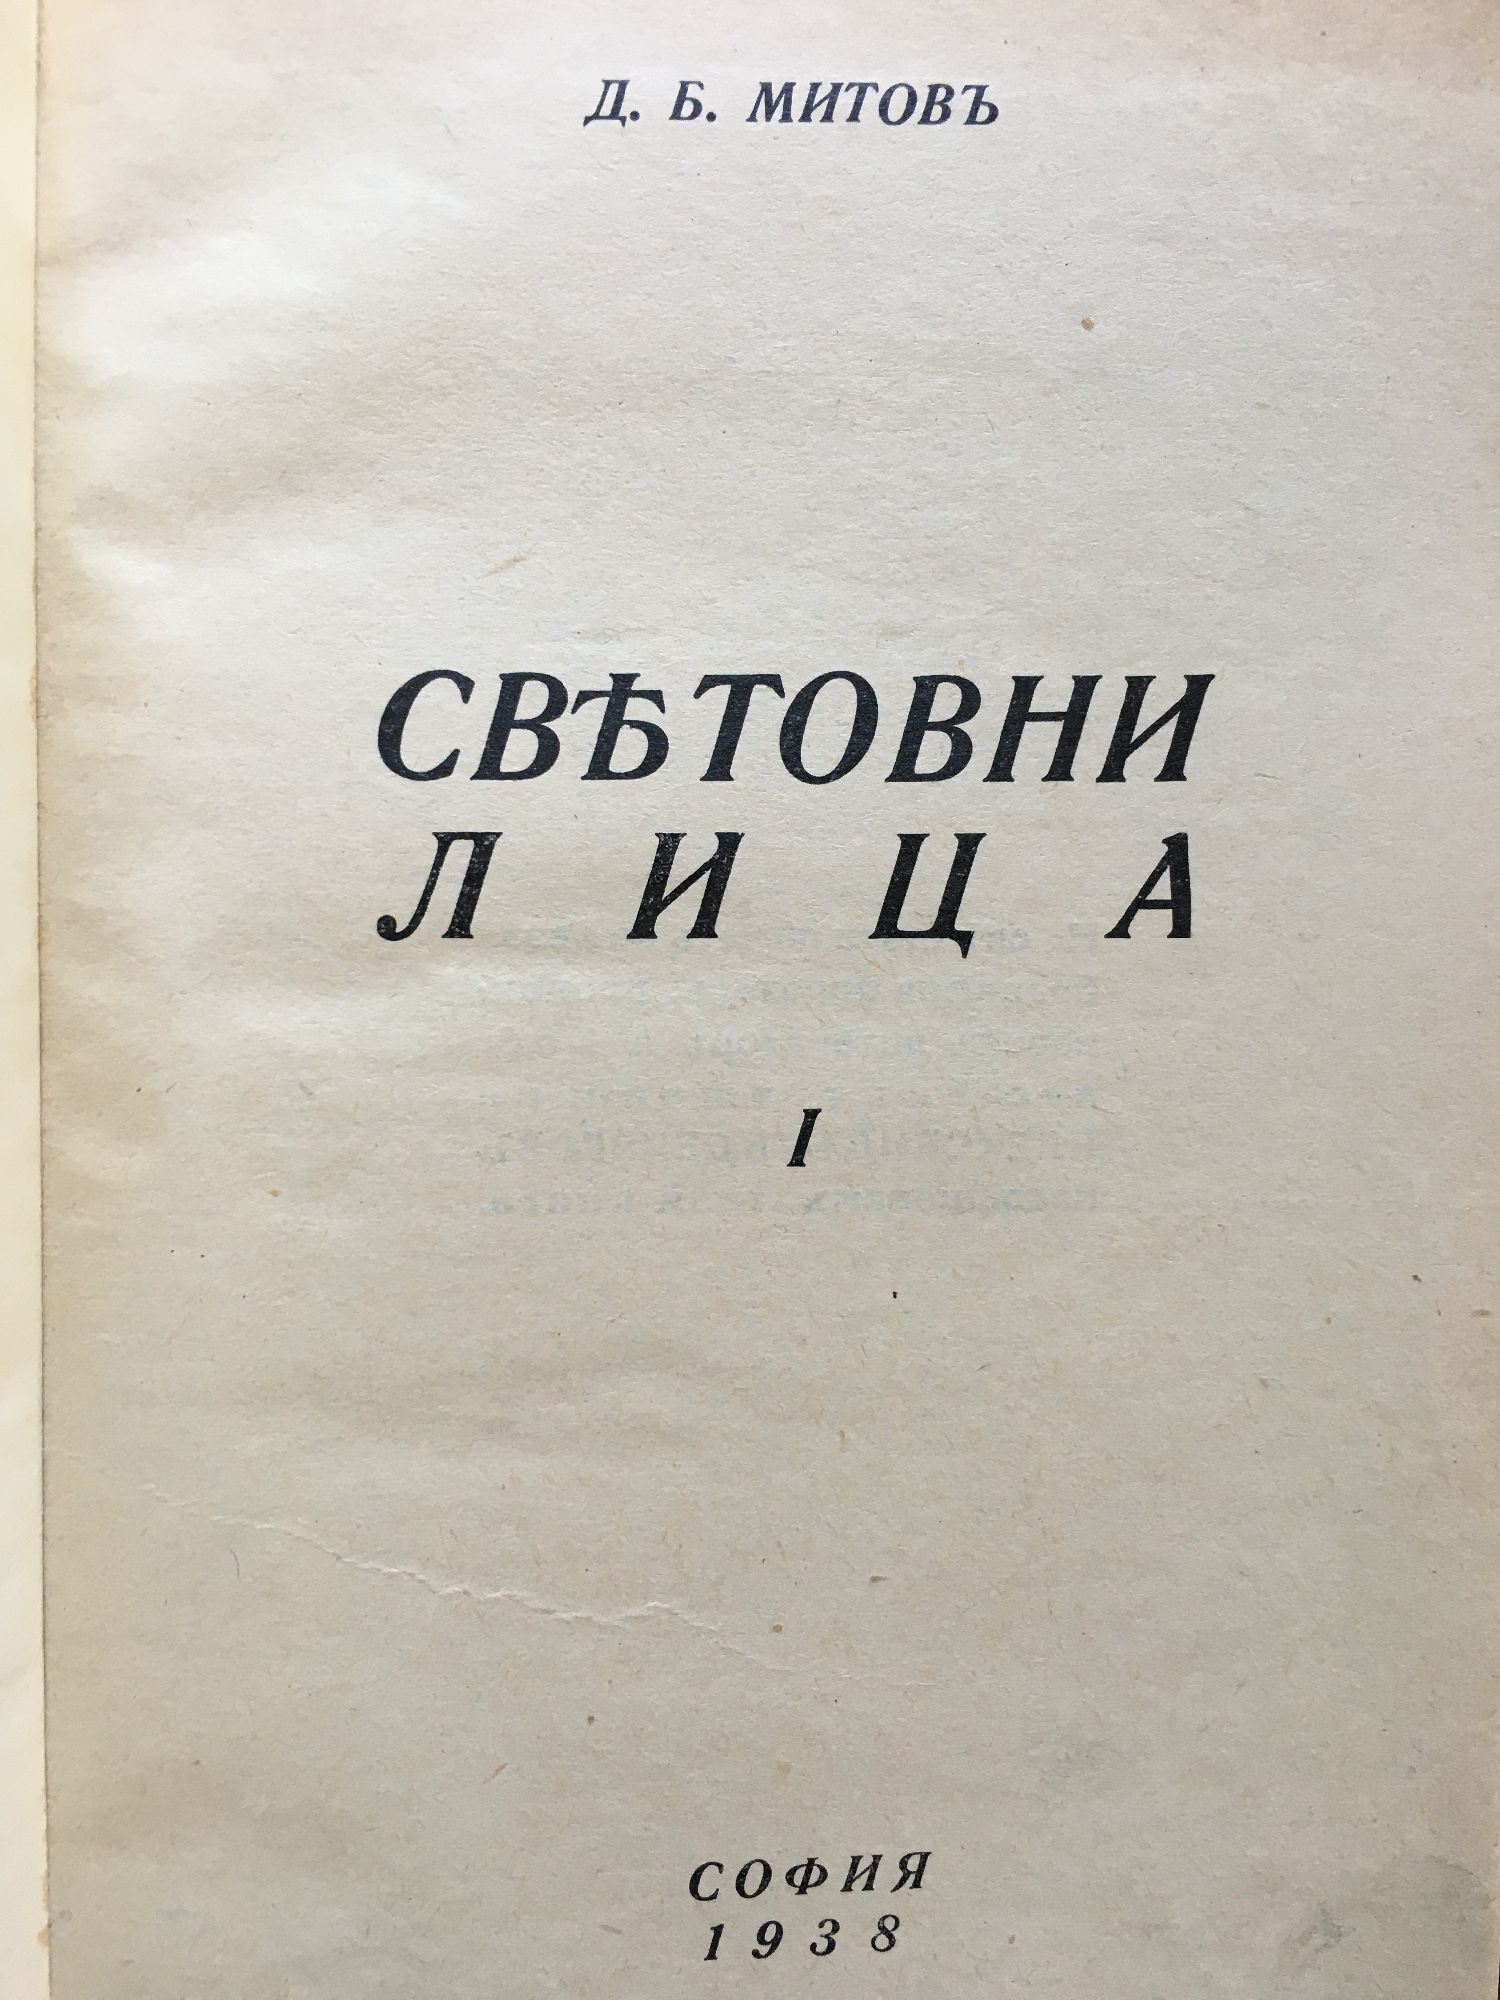 Д. Б. МИТОВЪ
СВѢТОВНИ
ЛИЦА
I
СОФИЯ
1938